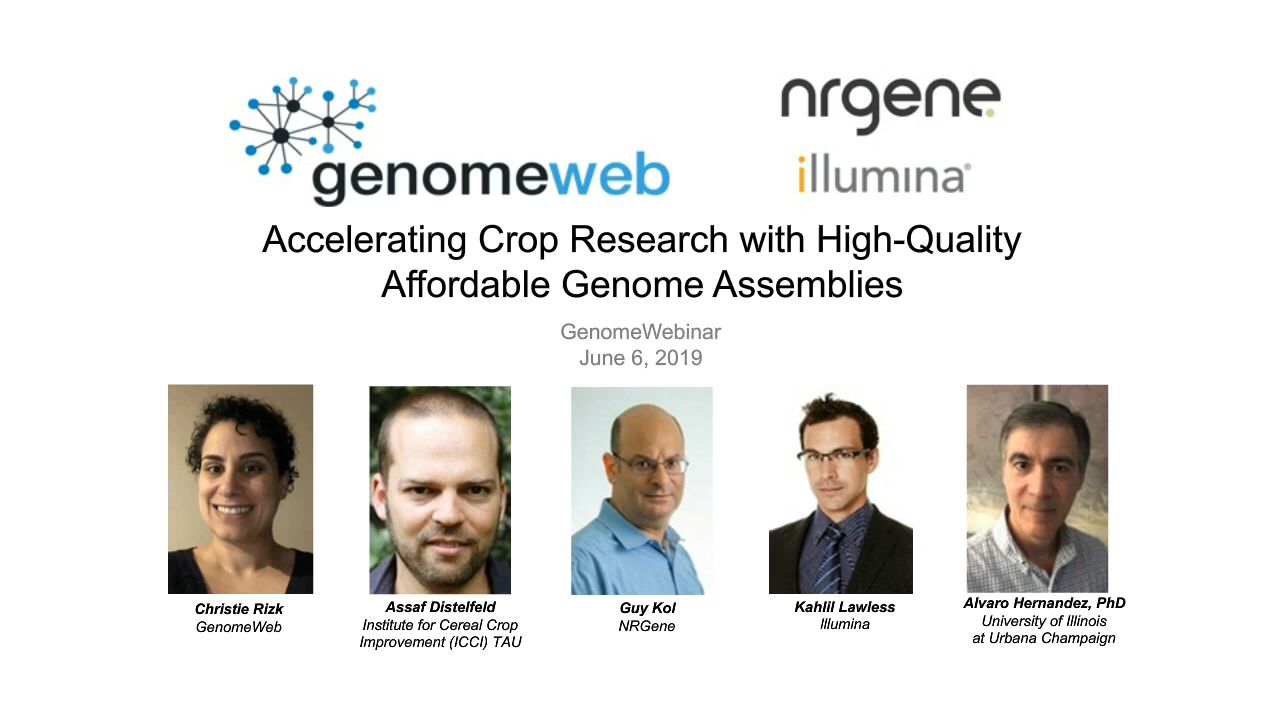 genomeweb
nrgene
illumina®
Accelerating Crop Research with High-Quality
Affordable Genome Assemblies
GenomeWebinar
June 6, 2019
Christie Rizk
GenomeWeb
Assaf Distelfeld
Institute for Cereal Crop
Improvement (ICCI) TAU
Guy Kol
NRGene
Kahlil Lawless
Illumina
Alvaro Hernandez, PhD
University of Illinois
at Urbana Champaign